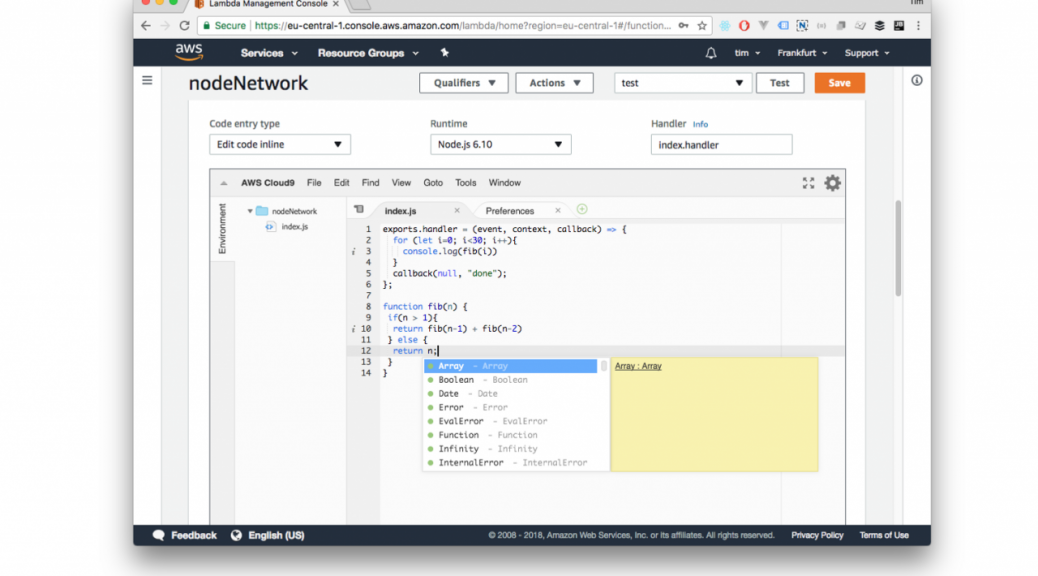 Lambda Management Console
Tim
Secure https://eu-central-1.console.aws.amazon.com/lambda/home?region=eu-central-1#/function...
aws Services Resource Groups tim Frankfurt Support
nodeNetwork Qualifiers Actions test Test Save
Code entry type Runtime Handler Info
Edit code inline Node.js 6.10 index.handler
AWS Cloud9 File Edit Find View Goto Tools Window
Environment
nodeNetwork
index.js
index.js Preferences
1 exports.handler = (event, context, callback) => {
2 for (let i=0; i<30; i++){
i 3 console.log(fib(i))
4 }
5 callback(null, "done");
6 };
7
8 function fib(n) {
9 if(n > 1){
i 10 return fib(n-1) + fib(n-2)
11 } else {
12 return n;
13 }
14 }
Array - Array
Boolean - Boolean
Date - Date
Error - Error
EvalError - EvalError
Function - Function
Infinity - Infinity
InternalError - InternalError
Array : Array
Feedback English (US) © 2008 - 2018, Amazon Web Services, Inc. or its affiliates. All rights reserved. Privacy Policy Terms of Use